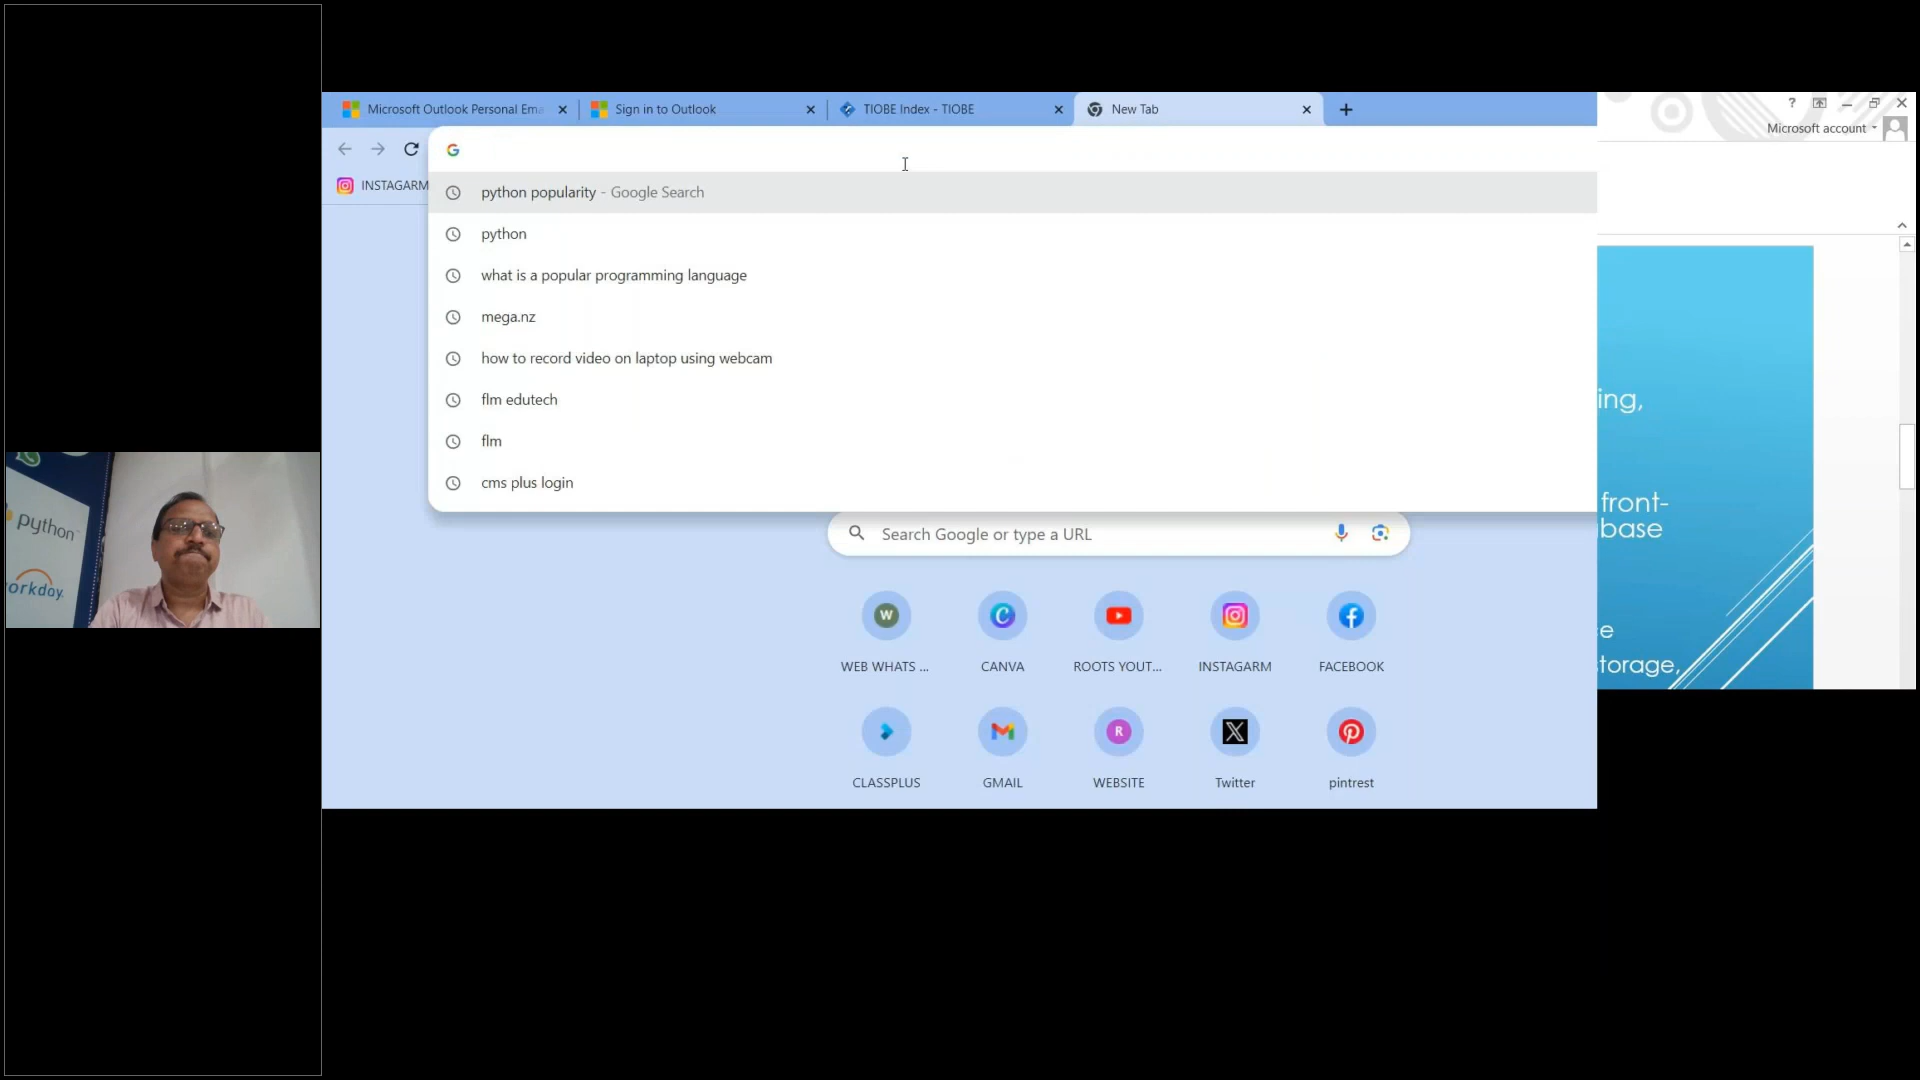 Microsoft Outlook Personal Ema
Sign in to Outlook
TIOBE Index - TIOBE
New Tab
Microsoft account
INSTAGARM
python popularity - Google Search
python
what is a popular programming language
mega.nz
how to record video on laptop using webcam
flm edutech
flm
cms plus login
ing,
front-
base
e
torage,
python
orkday.
Search Google or type a URL
W
WEB WHATS ...
CANVA
ROOTS YOUT...
INSTAGARM
FACEBOOK
R
CLASSPLUS
GMAIL
WEBSITE
Twitter
pintrest